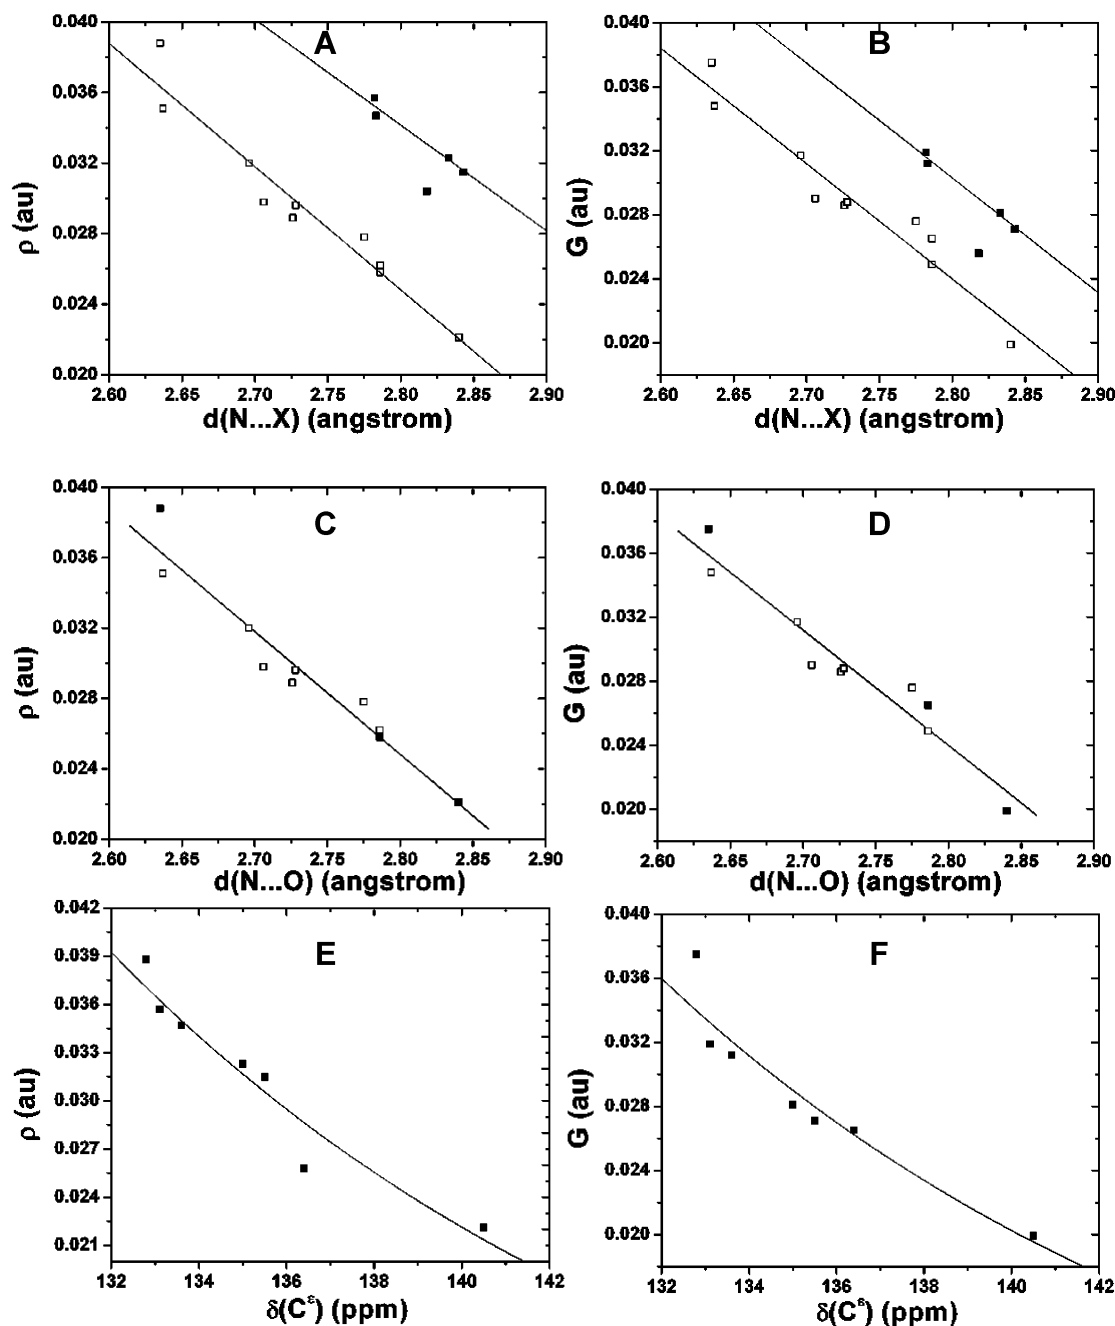 A
ρ (au)
0.040
0.036
0.032
0.028
0.024
0.020
2.60 2.65 2.70 2.75 2.80 2.85 2.90
d(N...X) (angstrom)
B
G (au)
0.040
0.036
0.032
0.028
0.024
0.020
2.60 2.65 2.70 2.75 2.80 2.85 2.90
d(N...X) (angstrom)
C
ρ (au)
0.040
0.036
0.032
0.028
0.024
0.020
2.60 2.65 2.70 2.75 2.80 2.85 2.90
d(N...O) (angstrom)
D
G (au)
0.040
0.036
0.032
0.028
0.024
0.020
2.60 2.65 2.70 2.75 2.80 2.85 2.90
d(N...O) (angstrom)
E
ρ (au)
0.042
0.039
0.036
0.033
0.030
0.027
0.024
0.021
132 134 136 138 140 142
δ(Cᵋ) (ppm)
F
G (au)
0.040
0.036
0.032
0.028
0.024
0.020
132 134 136 138 140 142
δ(Cᵋ) (ppm)